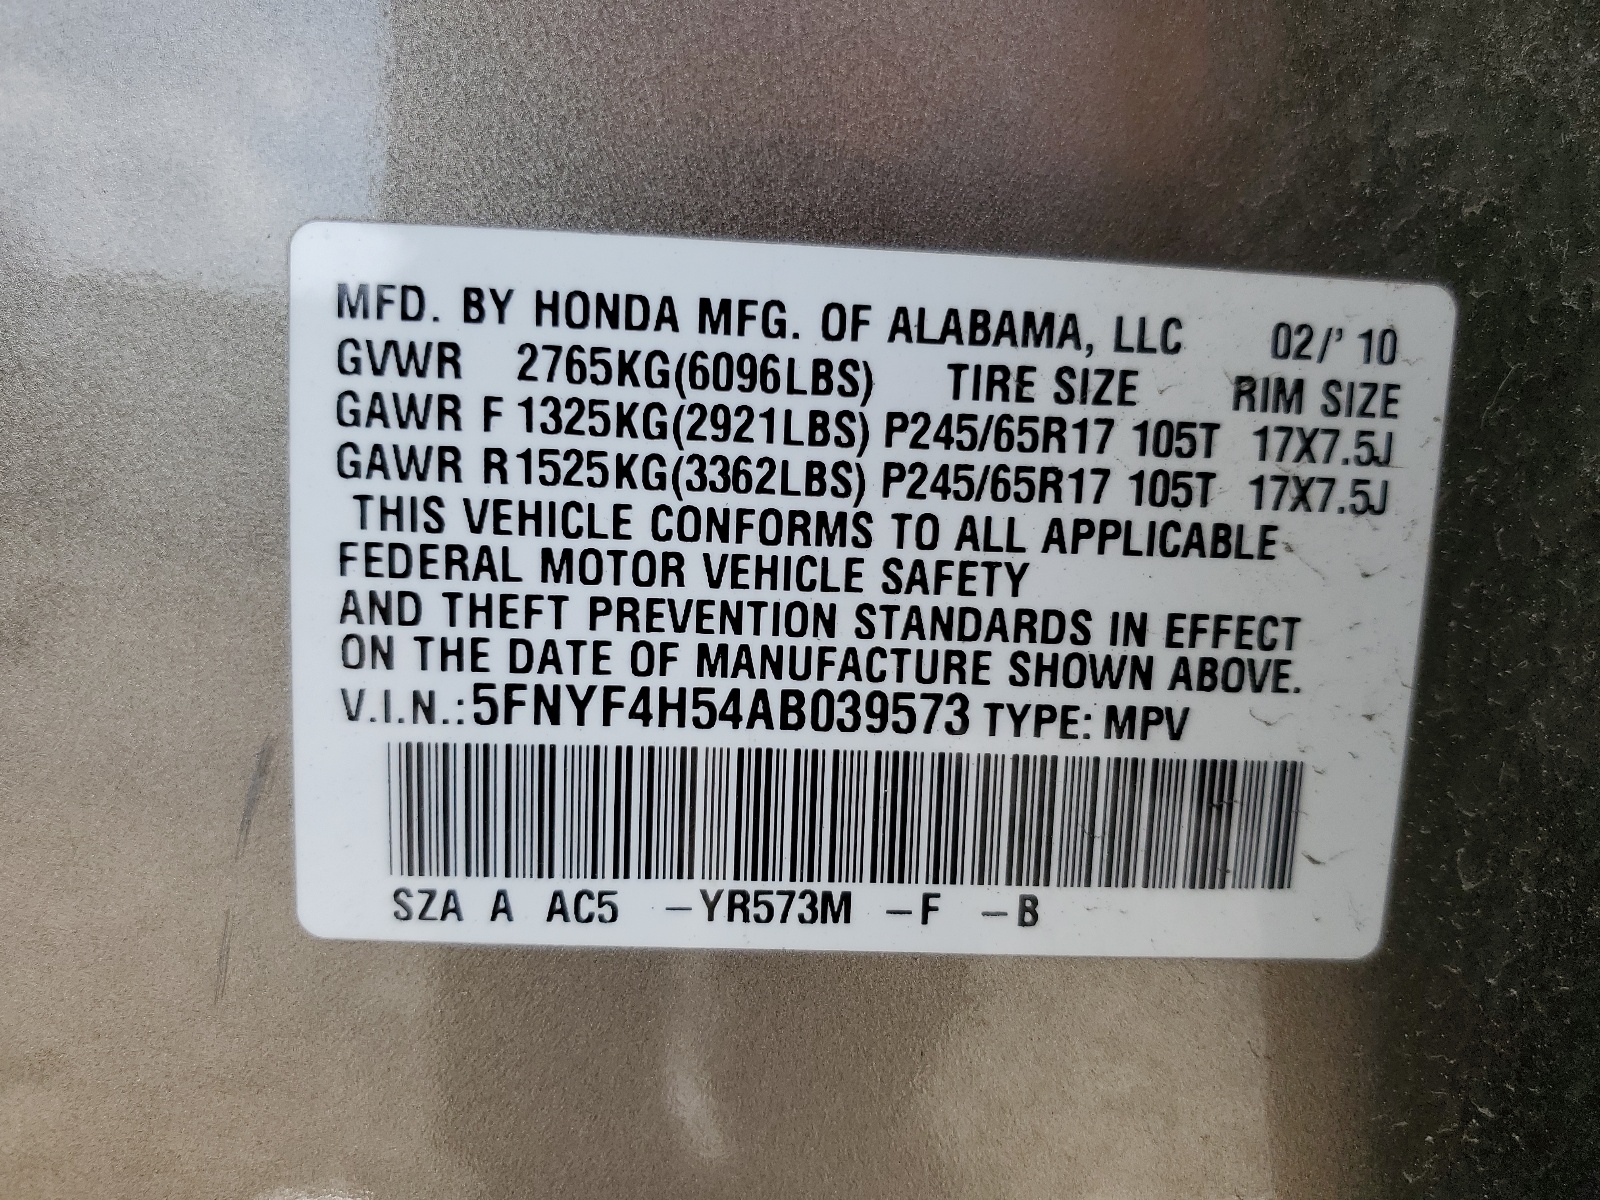 MFD. BY HONDA MFG. OF ALABAMA, LLC 02/' 10
GVWR 2765KG(6096LBS) TIRE SIZE RIM SIZE
GAWR F 1325KG(2921LBS) P245/65R17 105T 17X7.5J
GAWR R 1525KG(3362LBS) P245/65R17 105T 17X7.5J
THIS VEHICLE CONFORMS TO ALL APPLICABLE
FEDERAL MOTOR VEHICLE SAFETY
AND THEFT PREVENTION STANDARDS IN EFFECT
ON THE DATE OF MANUFACTURE SHOWN ABOVE.
V.I.N.: 5FNYF4H54AB039573 TYPE: MPV
SZA A AC5 -YR573M -F -B